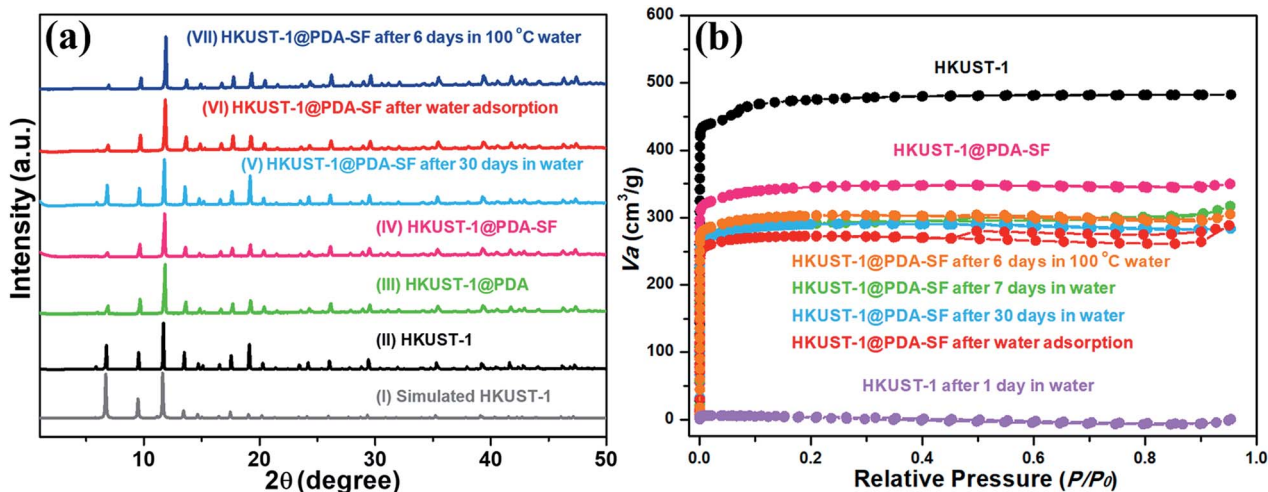 (a)
(VII) HKUST-1@PDA-SF after 6 days in 100 °C water
(VI) HKUST-1@PDA-SF after water adsorption
(V) HKUST-1@PDA-SF after 30 days in water
(IV) HKUST-1@PDA-SF
(III) HKUST-1@PDA
(II) HKUST-1
(I) Simulated HKUST-1
Intensity (a.u.)
10 20 30 40 50
2θ (degree)
(b)
600
500
400
300
200
100
0
Va (cm³/g)
HKUST-1
HKUST-1@PDA-SF
HKUST-1@PDA-SF after 6 days in 100 °C water
HKUST-1@PDA-SF after 7 days in water
HKUST-1@PDA-SF after 30 days in water
HKUST-1@PDA-SF after water adsorption
HKUST-1 after 1 day in water
0.0 0.2 0.4 0.6 0.8 1.0
Relative Pressure (P/P₀)